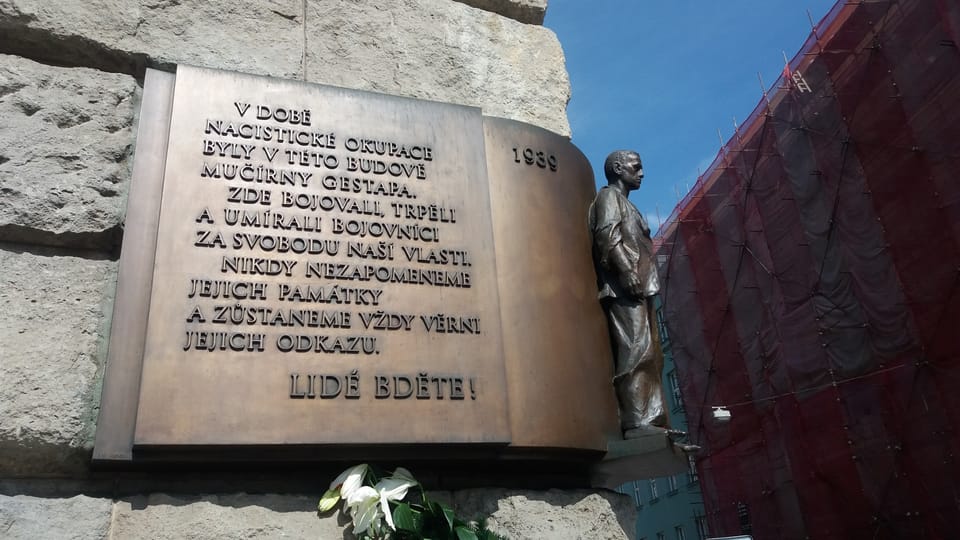 V DOBĚ
NACISTICKÉ OKUPACE
BYLY V TÉTO BUDOVĚ
MUČÍRNY GESTAPA.
ZDE BOJOVALI, TRPĚLI
A UMÍRALI BOJOVNÍCI
ZA SVOBODU NAŠÍ VLASTI.
NIKDY NEZAPOMENEME
JEJICH PAMÁTKY
A ZŮSTANEME VŽDY VĚRNI
JEJICH ODKAZU.
LIDÉ BDĚTE!
1939